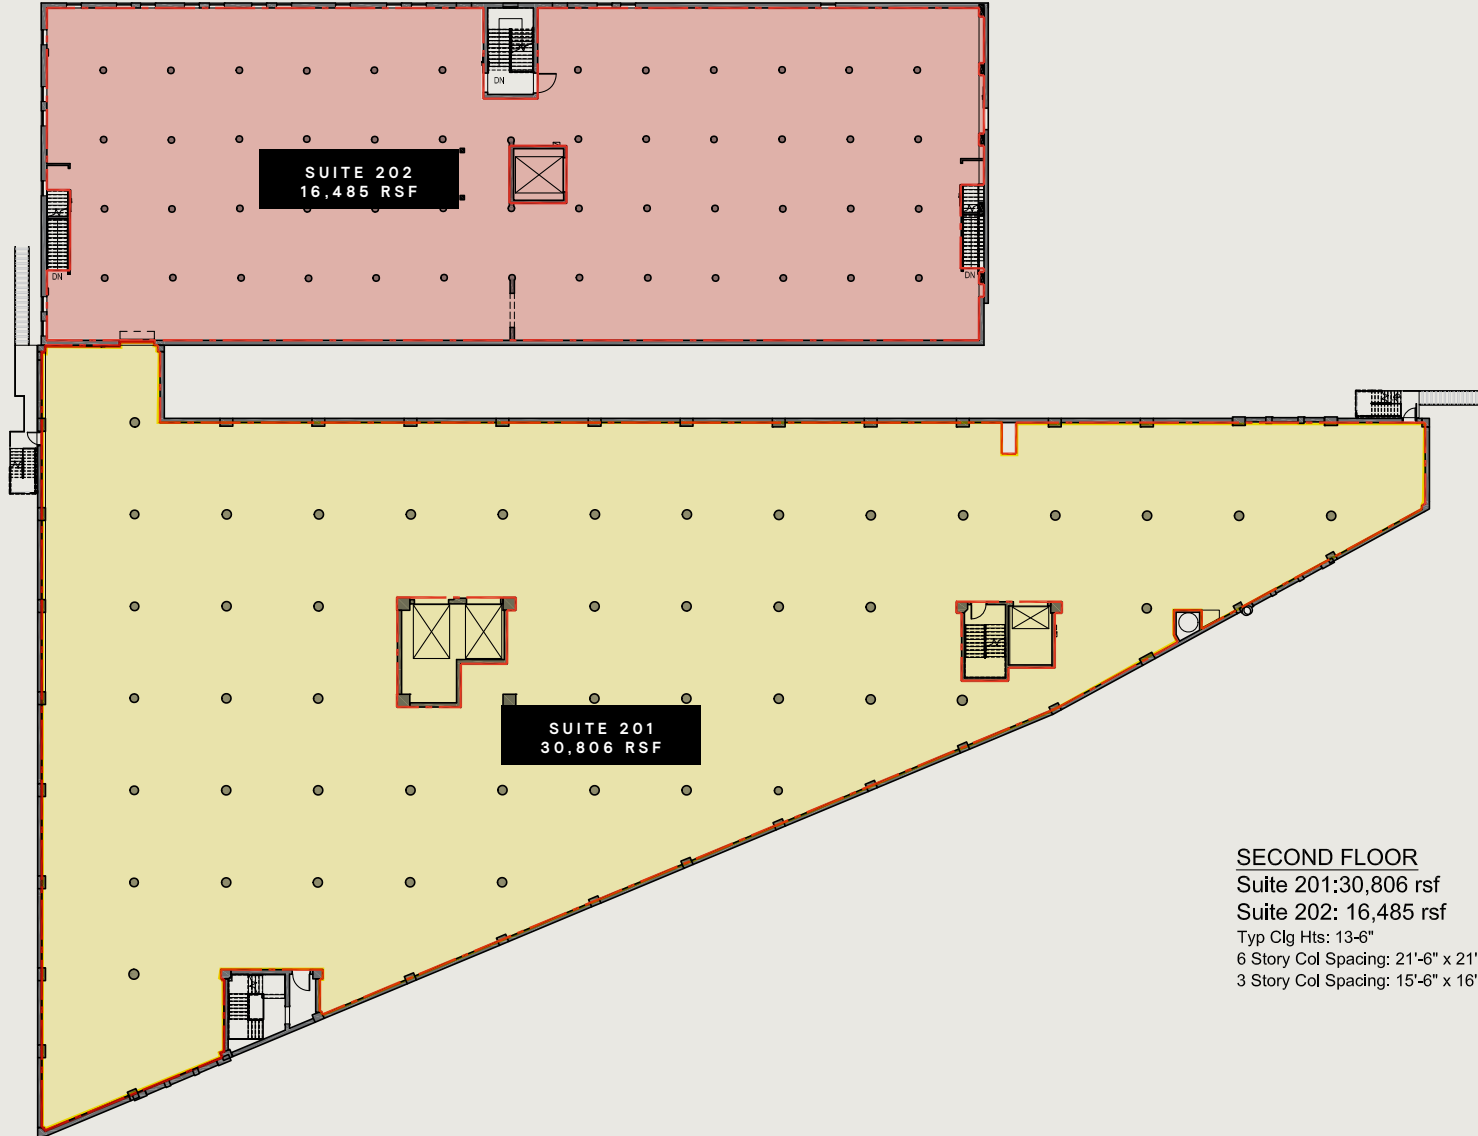 DN
SUITE 202
16,485 RSF
DN
DN
SUITE 201
30,806 RSF
SECOND FLOOR
Suite 201:30,806 rsf
Suite 202: 16,485 rsf
Typ Clg Hts: 13-6"
6 Story Col Spacing: 21'-6" x 21'
3 Story Col Spacing: 15'-6" x 16'